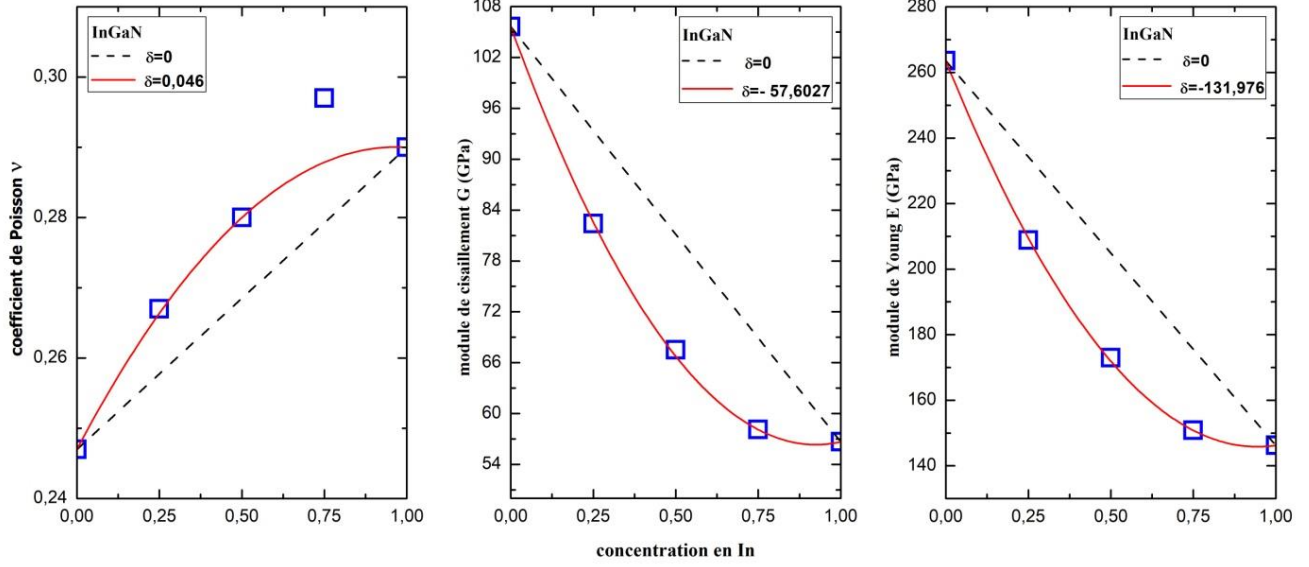 InGaN
δ=0
δ=0,046
0,30
0,28
0,26
0,24
0,00
0,25
0,50
0,75
1,00
coefficient de Poisson ν
InGaN
δ=0
δ=- 57,6027
108
102
96
90
84
78
72
66
60
54
0,00
0,25
0,50
0,75
1,00
module de cisaillement G (GPa)
InGaN
δ=0
δ=-131,976
280
260
240
220
200
180
160
140
0,00
0,25
0,50
0,75
1,00
module de Young E (GPa)
concentration en In